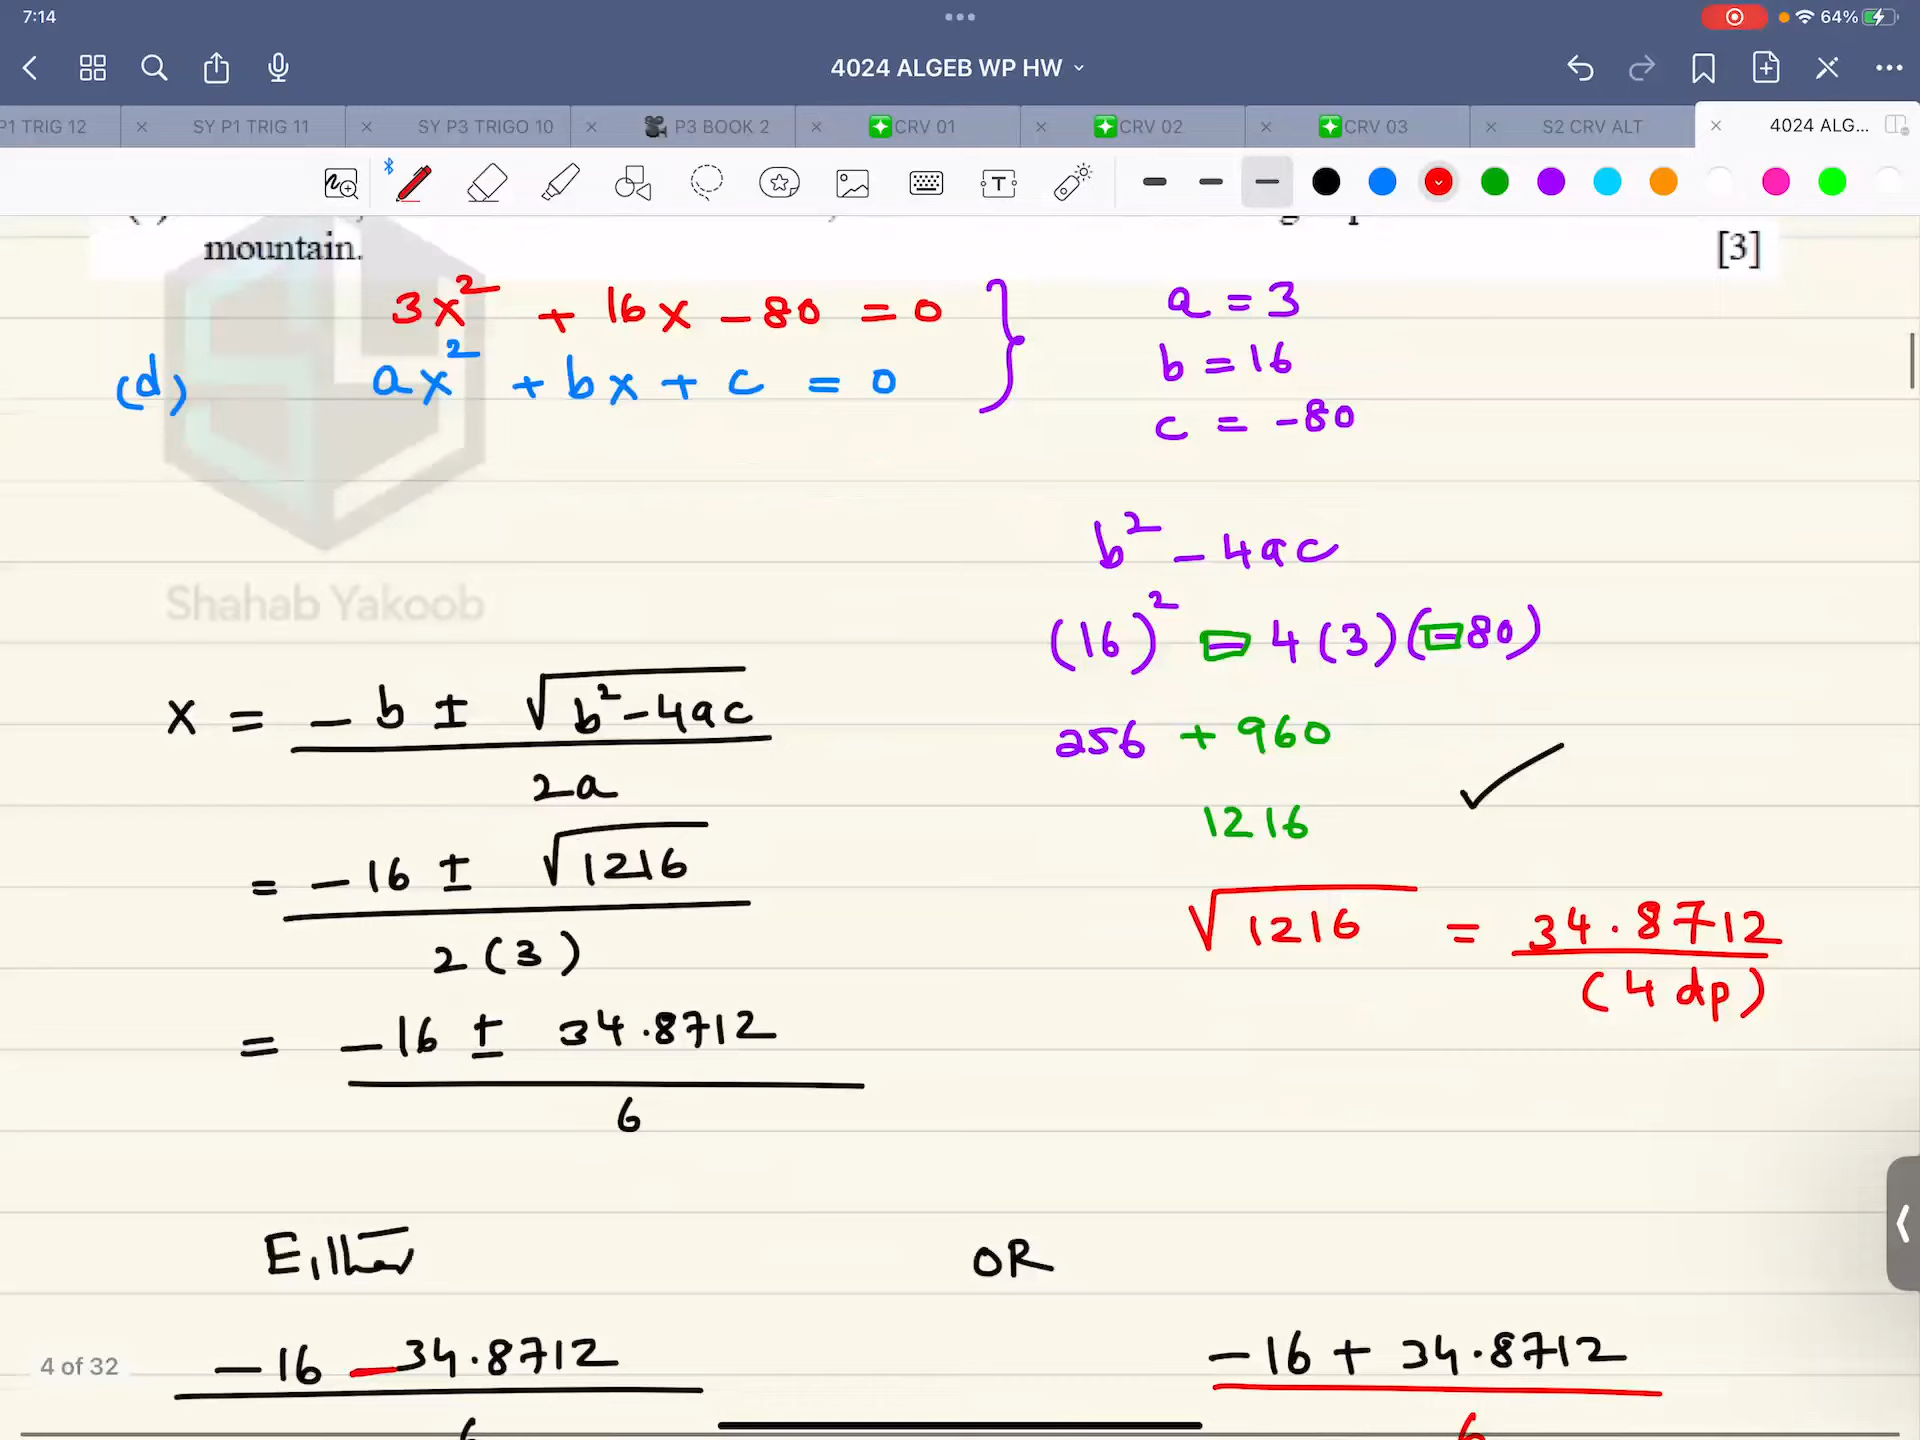 7:14
64%
4024 ALGEB WP HW
P1 TRIG 12
SY P1 TRIG 11
SY P3 TRIGO 10
P3 BOOK 2
CRV 01
CRV 02
CRV 03
S2 CRV ALT
4024 ALG...
mountain. [3]
3x² + 16x - 80 = 0
(d) ax² + bx + c = 0
a = 3
b = 16
c = -80
b² - 4ac
(16)² - 4(3)(-80)
256 + 960
1216
√1216 = 34.8712
(4 dp)
Shahab Yakoob
x = -b ± √b²-4ac
2a
= -16 ± √1216
2(3)
= -16 ± 34.8712
6
Either OR
-16 - 34.8712
6
-16 + 34.8712
6
4 of 32